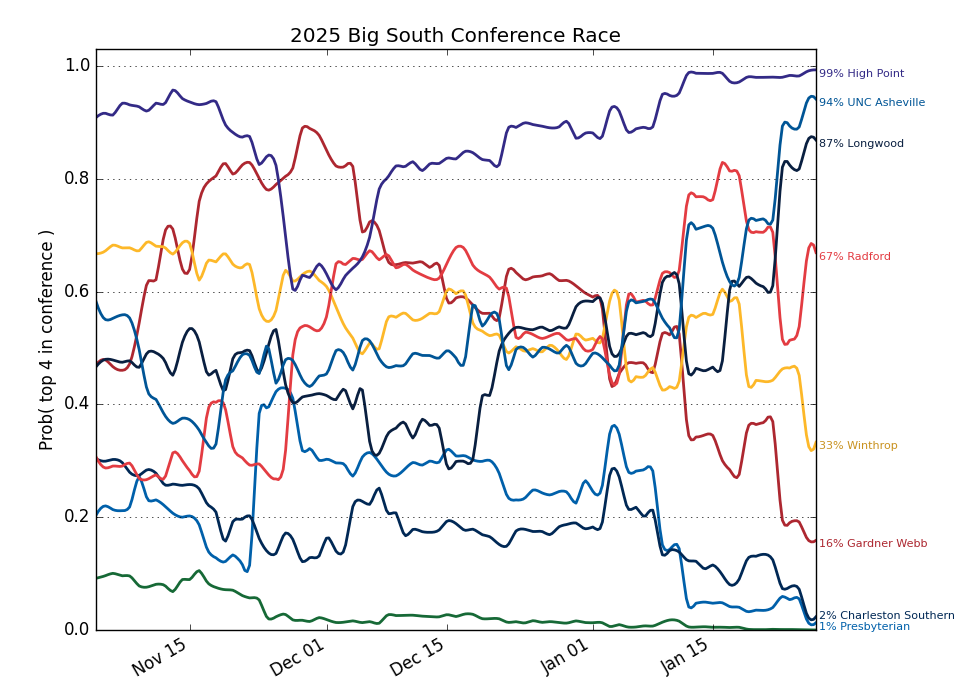 2025 Big South Conference Race
Prob( top 4 in conference )
1.0
0.8
0.6
0.4
0.2
0.0
Nov 15
Dec 01
Dec 15
Jan 01
Jan 15
99% High Point
94% UNC Asheville
87% Longwood
67% Radford
33% Winthrop
16% Gardner Webb
2% Charleston Southern
1% Presbyterian